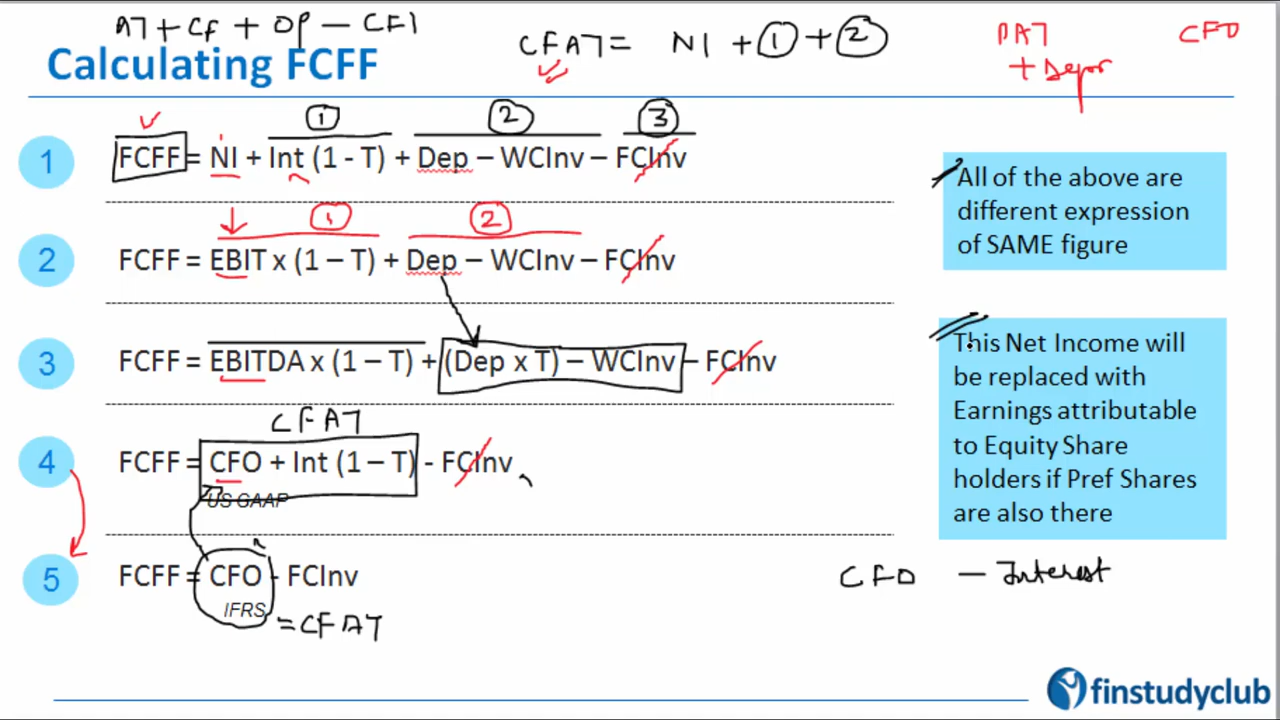 AT + CF + OP − CFI
CFAT = NI + ① + ②
PAT CFO
+ Depr
Calculating FCFF
① ② ③
1 FCFF = NI + Int (1 - T) + Dep – WCInv – FCInv
① ②
2 FCFF = EBIT x (1 – T) + Dep – WCInv – FCInv
3 FCFF = EBITDA x (1 – T) + (Dep x T) – WCInv – FCInv
CFAT
4 FCFF = CFO + Int (1 – T) - FCInv
US GAAP
5 FCFF = CFO - FCInv
IFRS
= CFAT
All of the above are
different expression
of SAME figure
This Net Income will
be replaced with
Earnings attributable
to Equity Share
holders if Pref Shares
are also there
CFO — Interest
finstudyclub